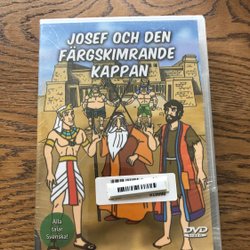 JOSEF OCH DEN
FÄRGSKIMRANDE
KAPPAN
Alla
talar
Svenska!
DVD